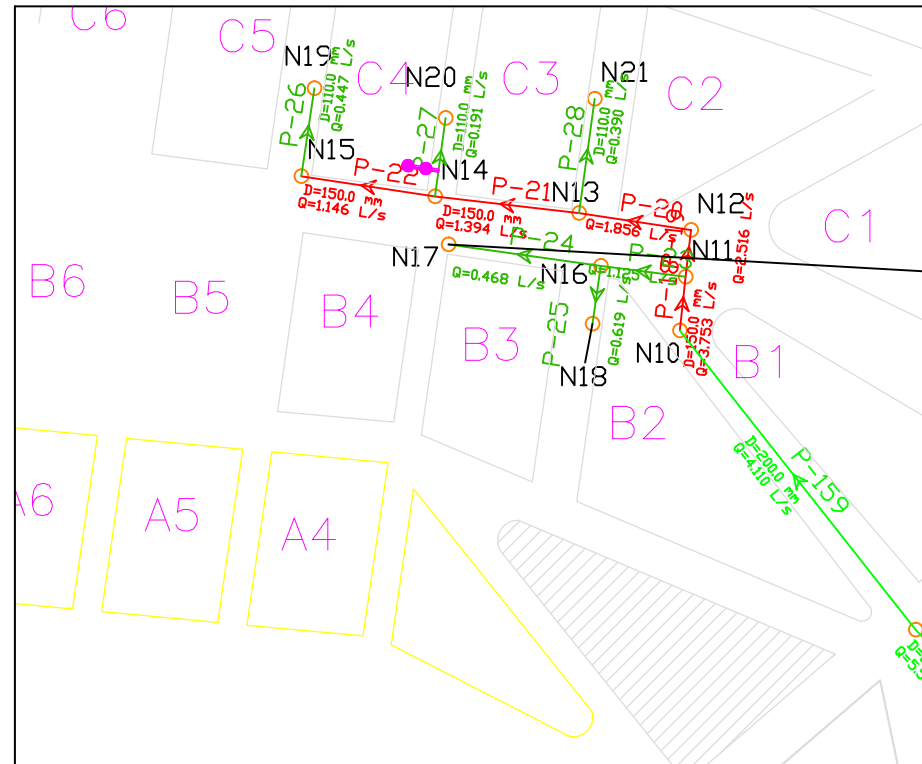 C6
C5
N19
C4
N20
C3
N21
C2
P-26
D=110.0 mm
Q=0.447 L/s
D=110.0 mm
Q=0.191 L/s
P-28
D=110.0 mm
Q=0.390 L/s
N15
P-22
N14
P-21
N13
P-20
N12
C1
D=150.0 mm
Q=1.146 L/s
D=150.0 mm
Q=1.394 L/s
Q=1.856 L/s
Q=2.516 L/s
N17
P-24
N16
N11
Q=0.468 L/s
B6
B5
B4
B3
P-25
Q=0.619 L/s
N10
D=150.0 mm
Q=3.753 L/s
B1
N18
B2
D=200.0 mm
Q=4.110 L/s
P-159
A6
A5
A4